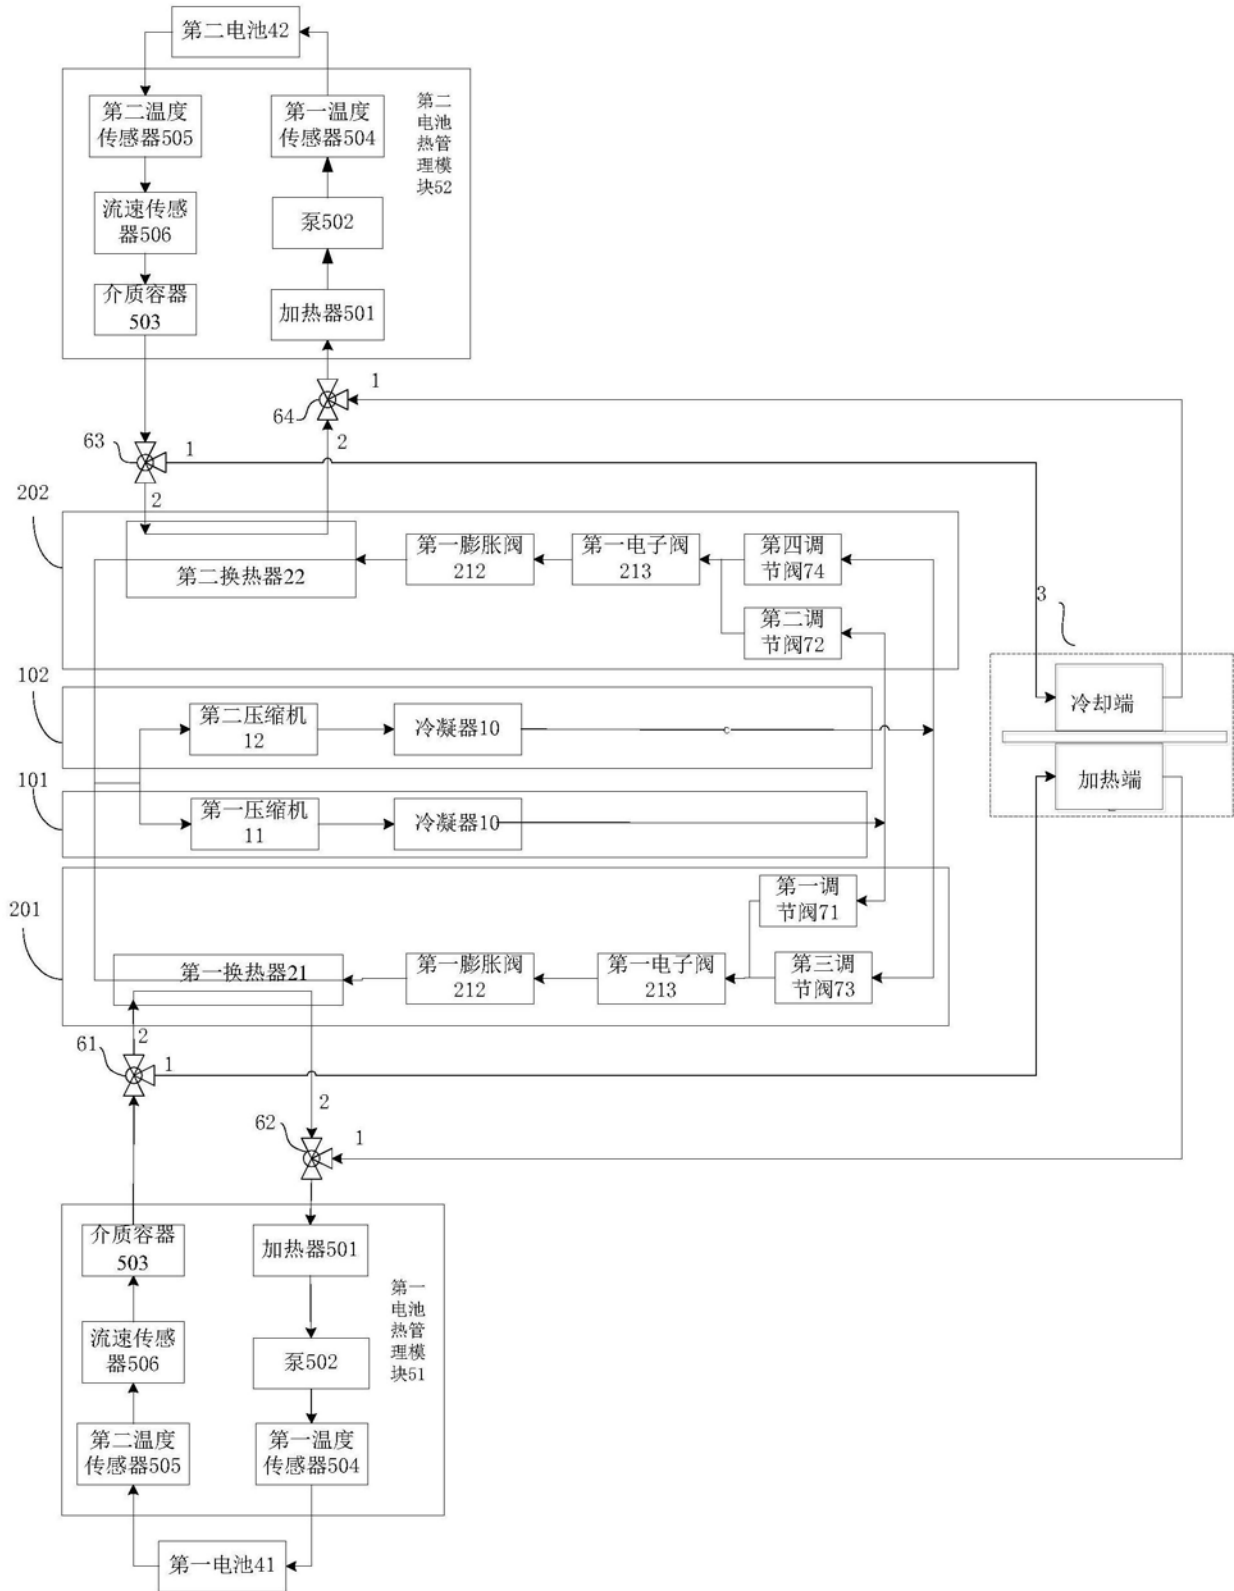 第二电池42
第二温度
传感器505
第一温度
传感器504
第二
电池
热管
理模
块52
流速传感
器506
泵502
介质容器
503
加热器501
1
64
2
63
1
2
202
第二换热器22
第一膨胀阀
212
第一电子阀
213
第四调
节阀74
第二调
节阀72
3
冷却端
加热端
102
第二压缩机
12
冷凝器10
c
101
第一压缩机
11
冷凝器10
201
第一调
节阀71
第一换热器21
第一膨胀阀
212
第一电子阀
213
第三调
节阀73
2
61
1
2
62
1
介质容器
503
加热器501
第一
电池
热管
理模
块51
流速传感
器506
泵502
第二温度
传感器505
第一温度
传感器504
第一电池41